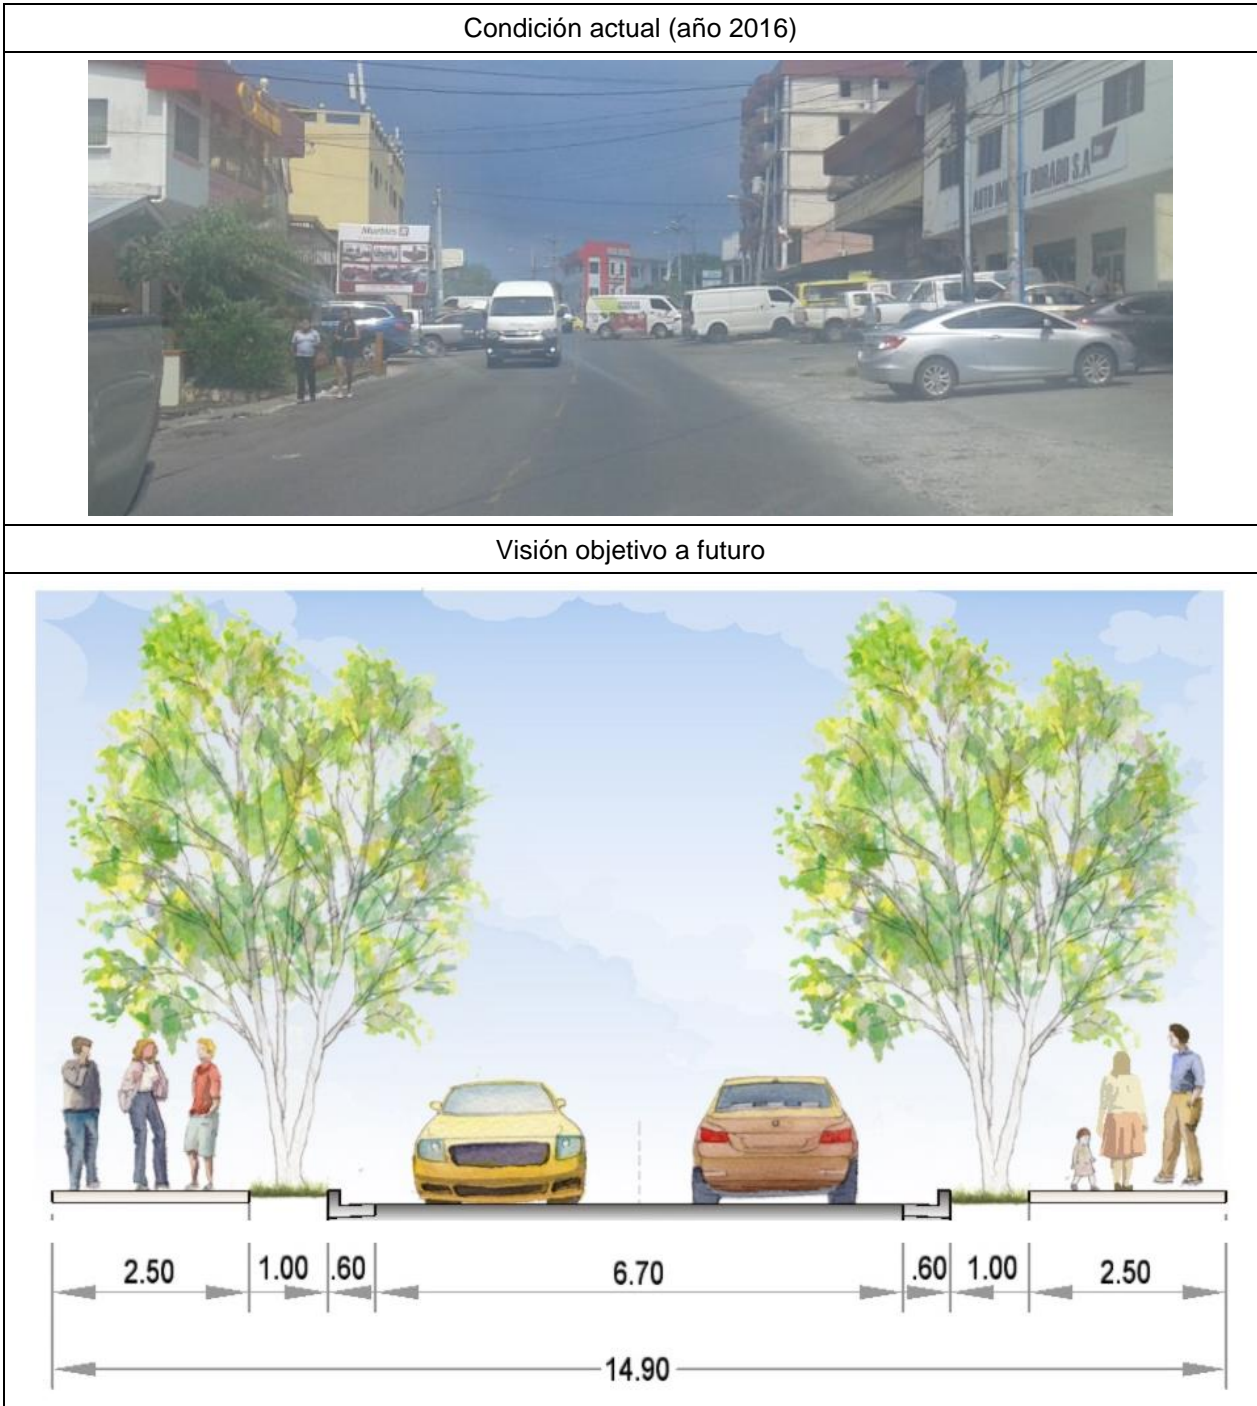 Condición actual (año 2016)
Muebles
AUTO
DORADO S.A
Visión objetivo a futuro
2.50 1.00 .60 6.70 .60 1.00 2.50
14.90